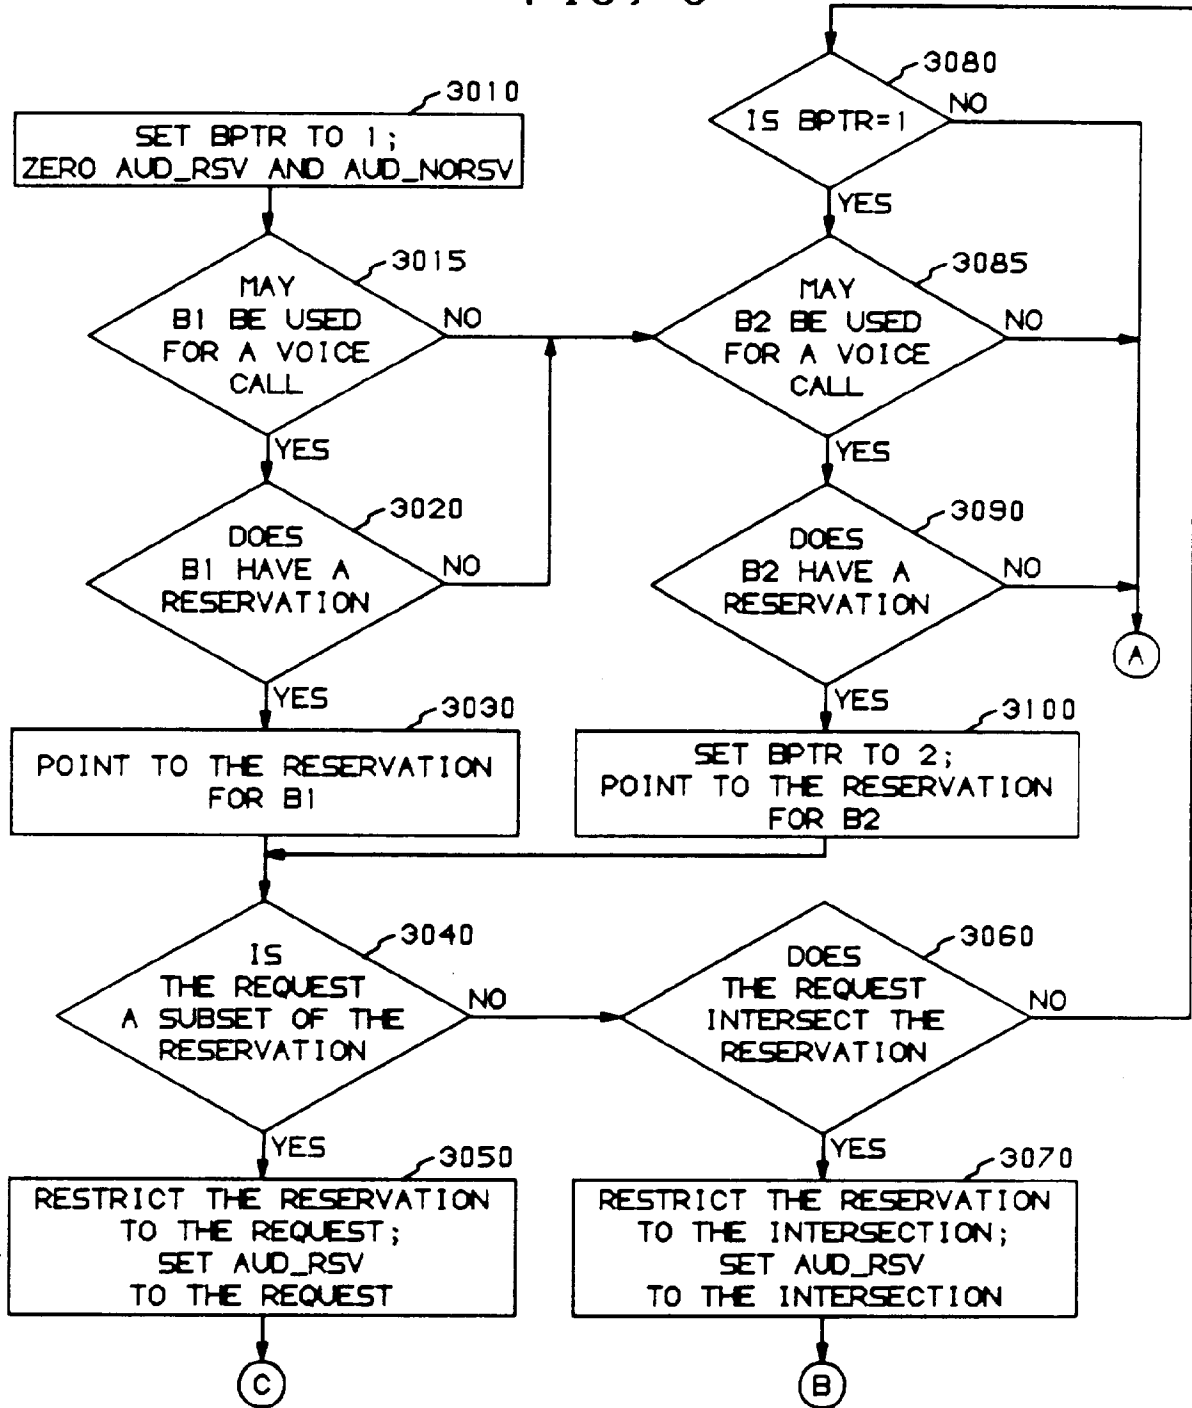 3010
SET BPTR TO 1;
ZERO AUD_RSV AND AUD_NORSV
3015
MAY
B1 BE USED
FOR A VOICE
CALL
NO
YES
3020
DOES
B1 HAVE A
RESERVATION
NO
YES
3030
POINT TO THE RESERVATION
FOR B1
3080
IS BPTR=1
NO
YES
3085
MAY
B2 BE USED
FOR A VOICE
CALL
NO
YES
3090
DOES
B2 HAVE A
RESERVATION
NO
A
YES
3100
SET BPTR TO 2;
POINT TO THE RESERVATION
FOR B2
3040
IS
THE REQUEST
A SUBSET OF THE
RESERVATION
NO
YES
3050
RESTRICT THE RESERVATION
TO THE REQUEST;
SET AUD_RSV
TO THE REQUEST
C
3060
DOES
THE REQUEST
INTERSECT THE
RESERVATION
NO
YES
3070
RESTRICT THE RESERVATION
TO THE INTERSECTION;
SET AUD_RSV
TO THE INTERSECTION
B